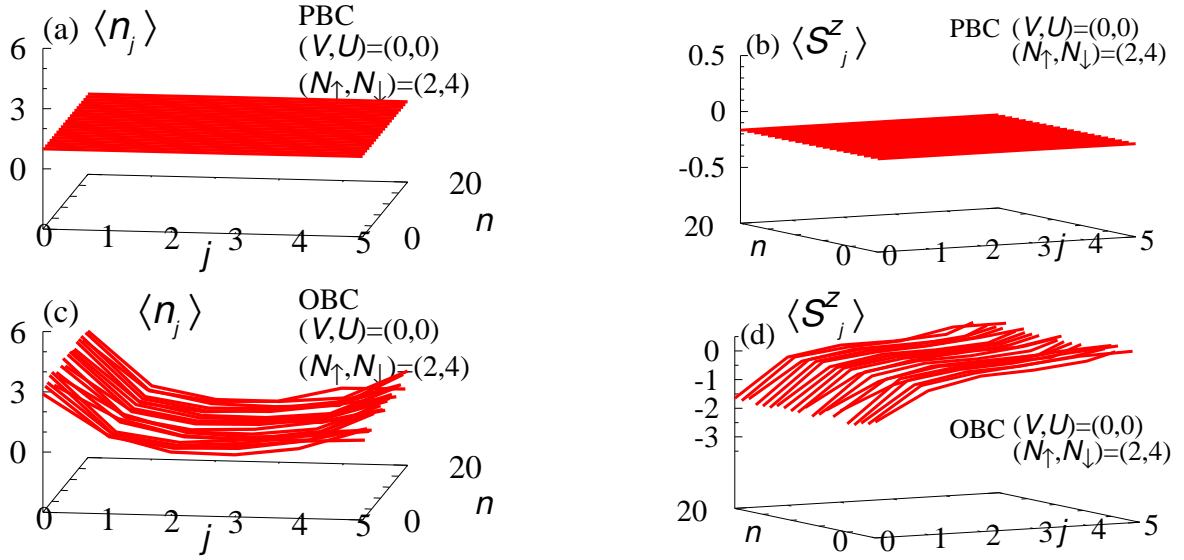 (a) ⟨n_j⟩ PBC
(V,U)=(0,0)
(N↑,N↓)=(2,4)
6
3
0
0 1 2 3 4 5
j
0 20
n
(b) ⟨S^z_j⟩ PBC (V,U)=(0,0)
(N↑,N↓)=(2,4)
0.5
0
-0.5
20 0
n
0 1 2 3 4 5
j
(c) ⟨n_j⟩ OBC
(V,U)=(0,0)
(N↑,N↓)=(2,4)
6
3
0
0 1 2 3 4 5
j
0 20
n
(d) ⟨S^z_j⟩
0
-1
-2
-3
OBC (V,U)=(0,0)
(N↑,N↓)=(2,4)
20 0
n
0 1 2 3 4 5
j